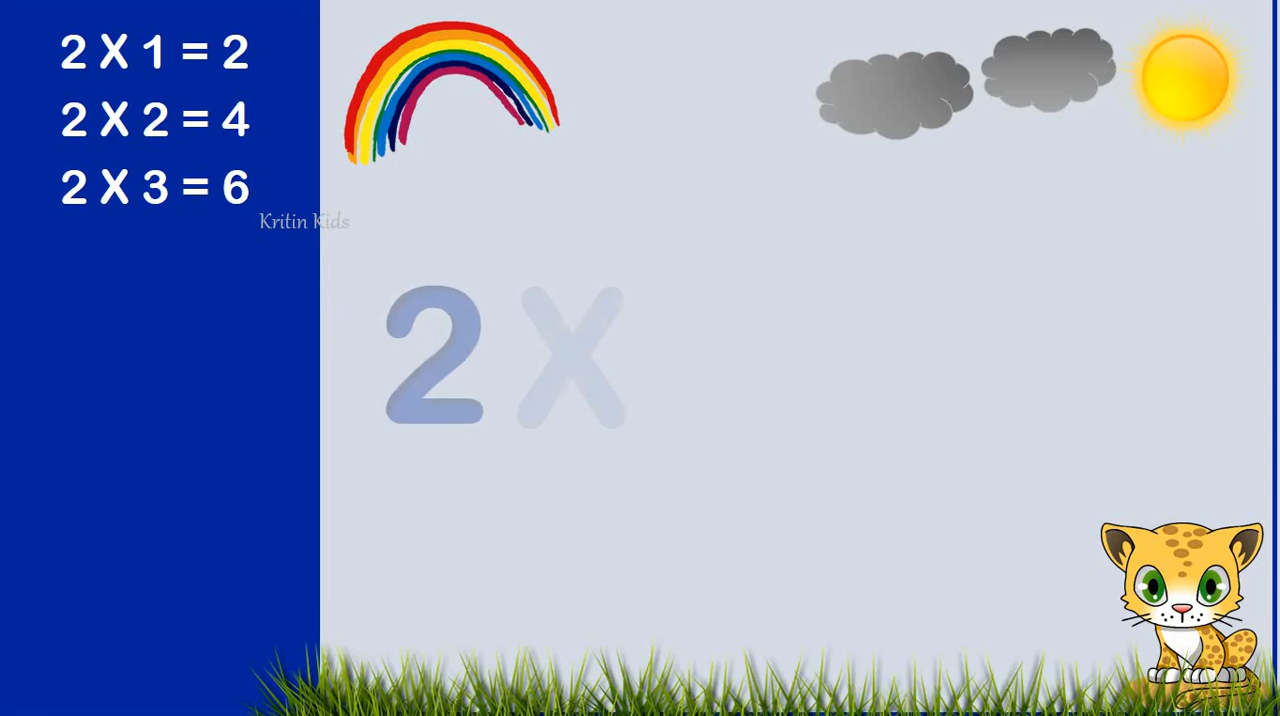 2 X 1 = 2
2 X 2 = 4
2 X 3 = 6
Kritin Kids
2 X